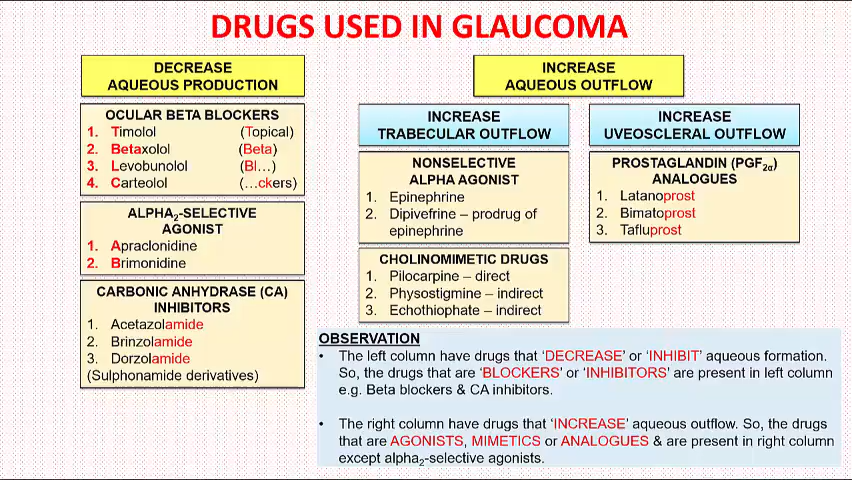 DRUGS USED IN GLAUCOMA
DECREASE
AQUEOUS PRODUCTION
OCULAR BETA BLOCKERS
1. Timolol (Topical)
2. Betaxolol (Beta)
3. Levobunolol (Bl...)
4. Carteolol (...ckers)
ALPHA₂-SELECTIVE
AGONIST
1. Apraclonidine
2. Brimonidine
CARBONIC ANHYDRASE (CA)
INHIBITORS
1. Acetazolamide
2. Brinzolamide
3. Dorzolamide
(Sulphonamide derivatives)
INCREASE
AQUEOUS OUTFLOW
INCREASE
TRABECULAR OUTFLOW
NONSELECTIVE
ALPHA AGONIST
1. Epinephrine
2. Dipivefrine – prodrug of
epinephrine
CHOLINOMIMETIC DRUGS
1. Pilocarpine – direct
2. Physostigmine – indirect
3. Echothiophate – indirect
INCREASE
UVEOSCLERAL OUTFLOW
PROSTAGLANDIN (PGF₂α)
ANALOGUES
1. Latanoprost
2. Bimatoprost
3. Tafluprost
OBSERVATION
• The left column have drugs that ‘DECREASE’ or ‘INHIBIT’ aqueous formation.
So, the drugs that are ‘BLOCKERS’ or ‘INHIBITORS’ are present in left column
e.g. Beta blockers & CA inhibitors.
• The right column have drugs that ‘INCREASE’ aqueous outflow. So, the drugs
that are AGONISTS, MIMETICS or ANALOGUES & are present in right column
except alpha₂-selective agonists.